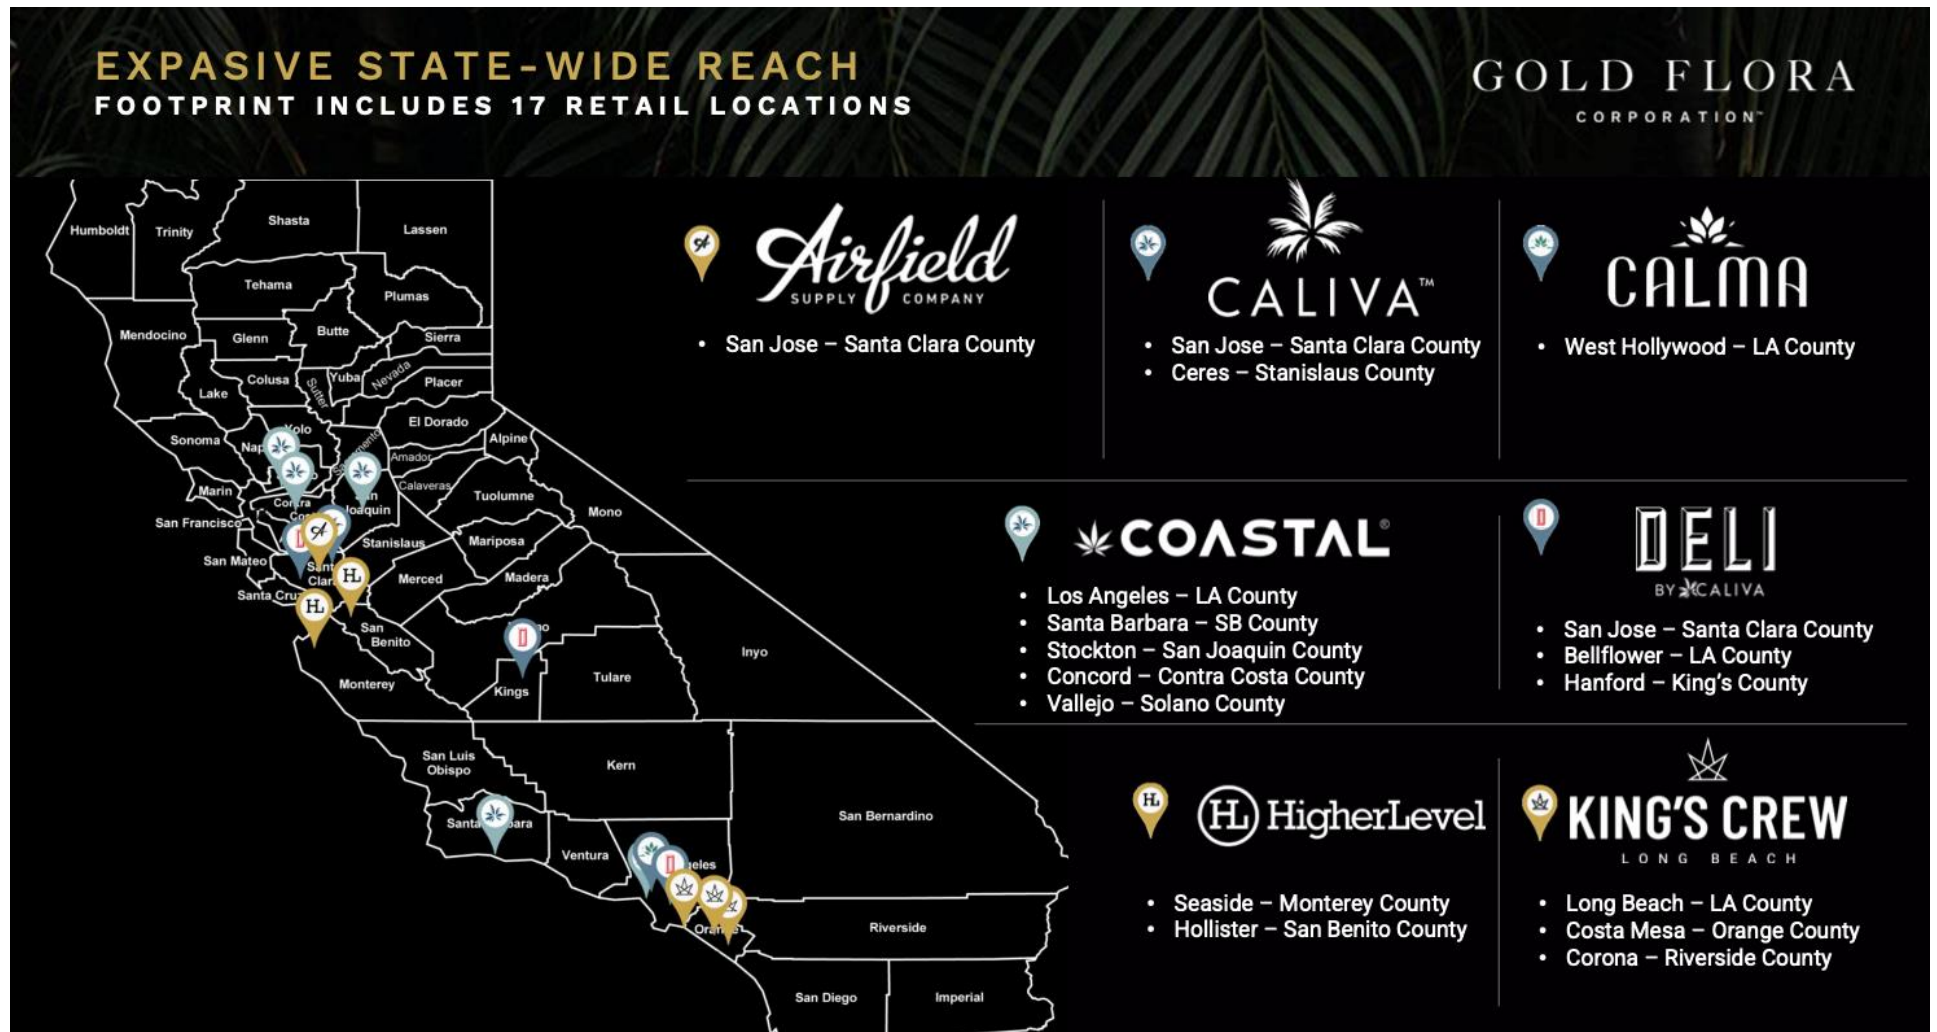 EXPASIVE STATE-WIDE REACH
FOOTPRINT INCLUDES 17 RETAIL LOCATIONS
GOLD FLORA
CORPORATION™
Humboldt
Trinity
Shasta
Lassen
Tehama
Plumas
Mendocino
Glenn
Butte
Sierra
Colusa
Sutter
Yuba
Nevada
Placer
Lake
El Dorado
Sonoma
Yolo
Alpine
Amador
Marin
Calaveras
Tuolumne
Mono
San Francisco
Joaquin
Stanislaus
Mariposa
San Mateo
Merced
Madera
Santa Cruz
San
Benito
Inyo
Monterey
Kings
Tulare
San Luis
Obispo
Kern
San Bernardino
Ventura
Riverside
San Diego
Imperial
Airfield
SUPPLY COMPANY
• San Jose – Santa Clara County
CALIVA™
• San Jose – Santa Clara County
• Ceres – Stanislaus County
CALMA
• West Hollywood – LA County
COASTAL®
• Los Angeles – LA County
• Santa Barbara – SB County
• Stockton – San Joaquin County
• Concord – Contra Costa County
• Vallejo – Solano County
DELI
BY CALIVA
• San Jose – Santa Clara County
• Bellflower – LA County
• Hanford – King's County
HL HigherLevel
• Seaside – Monterey County
• Hollister – San Benito County
KING'S CREW
LONG BEACH
• Long Beach – LA County
• Costa Mesa – Orange County
• Corona – Riverside County